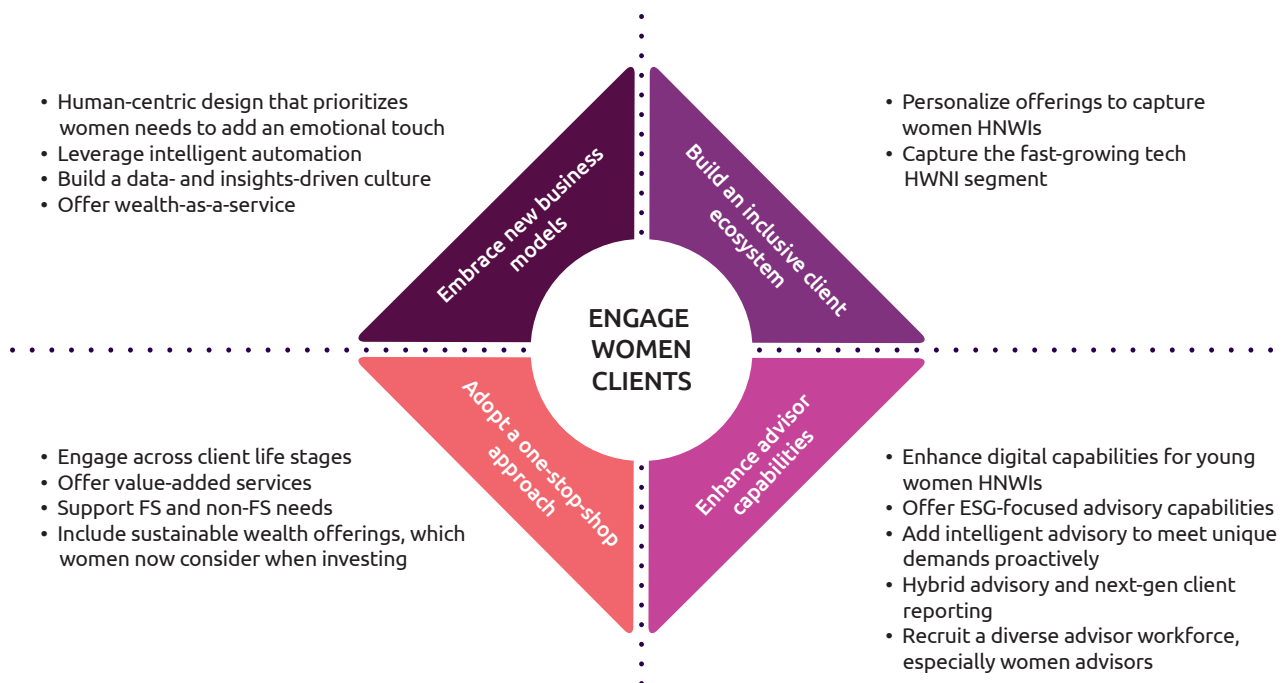 • Human-centric design that prioritizes
women needs to add an emotional touch
• Leverage intelligent automation
• Build a data- and insights-driven culture
• Offer wealth-as-a-service
Embrace new business
models
Build an inclusive client
ecosystem
• Personalize offerings to capture
women HNWIs
• Capture the fast-growing tech
HWNI segment
ENGAGE
WOMEN
CLIENTS
• Engage across client life stages
• Offer value-added services
• Support FS and non-FS needs
• Include sustainable wealth offerings, which
women now consider when investing
Adopt a one-stop-shop
approach
Enhance advisor
capabilities
• Enhance digital capabilities for young
women HNWIs
• Offer ESG-focused advisory capabilities
• Add intelligent advisory to meet unique
demands proactively
• Hybrid advisory and next-gen client
reporting
• Recruit a diverse advisor workforce,
especially women advisors